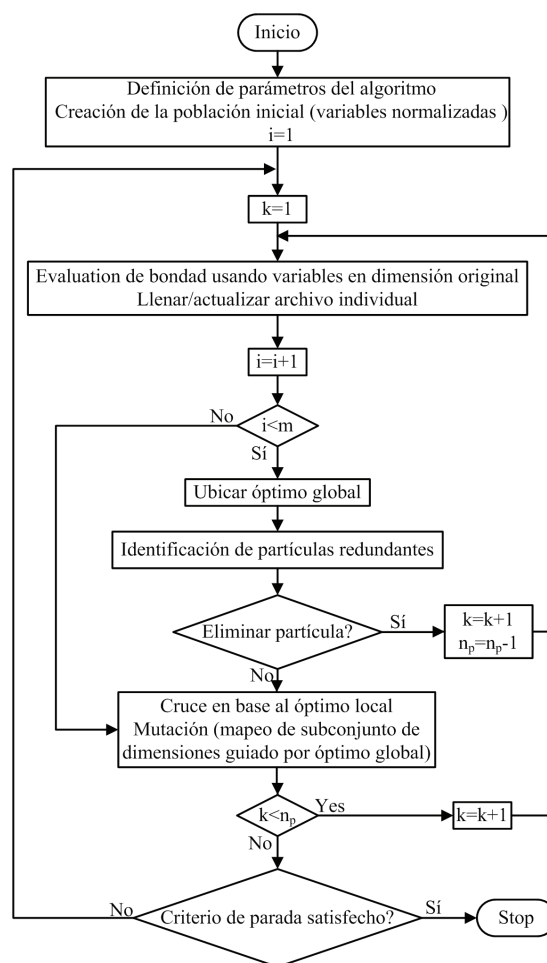 Inicio
Definición de parámetros del algoritmo
Creación de la población inicial (variables normalizadas )
i=1
k=1
Evaluation de bondad usando variables en dimensión original
Llenar/actualizar archivo individual
i=i+1
No
i<m
Sí
Ubicar óptimo global
Identificación de partículas redundantes
Eliminar partícula?
Sí
k=k+1
np=np-1
No
Cruce en base al óptimo local
Mutación (mapeo de subconjunto de
dimensiones guiado por óptimo global)
k<np
Yes
k=k+1
No
No
Criterio de parada satisfecho?
Sí
Stop